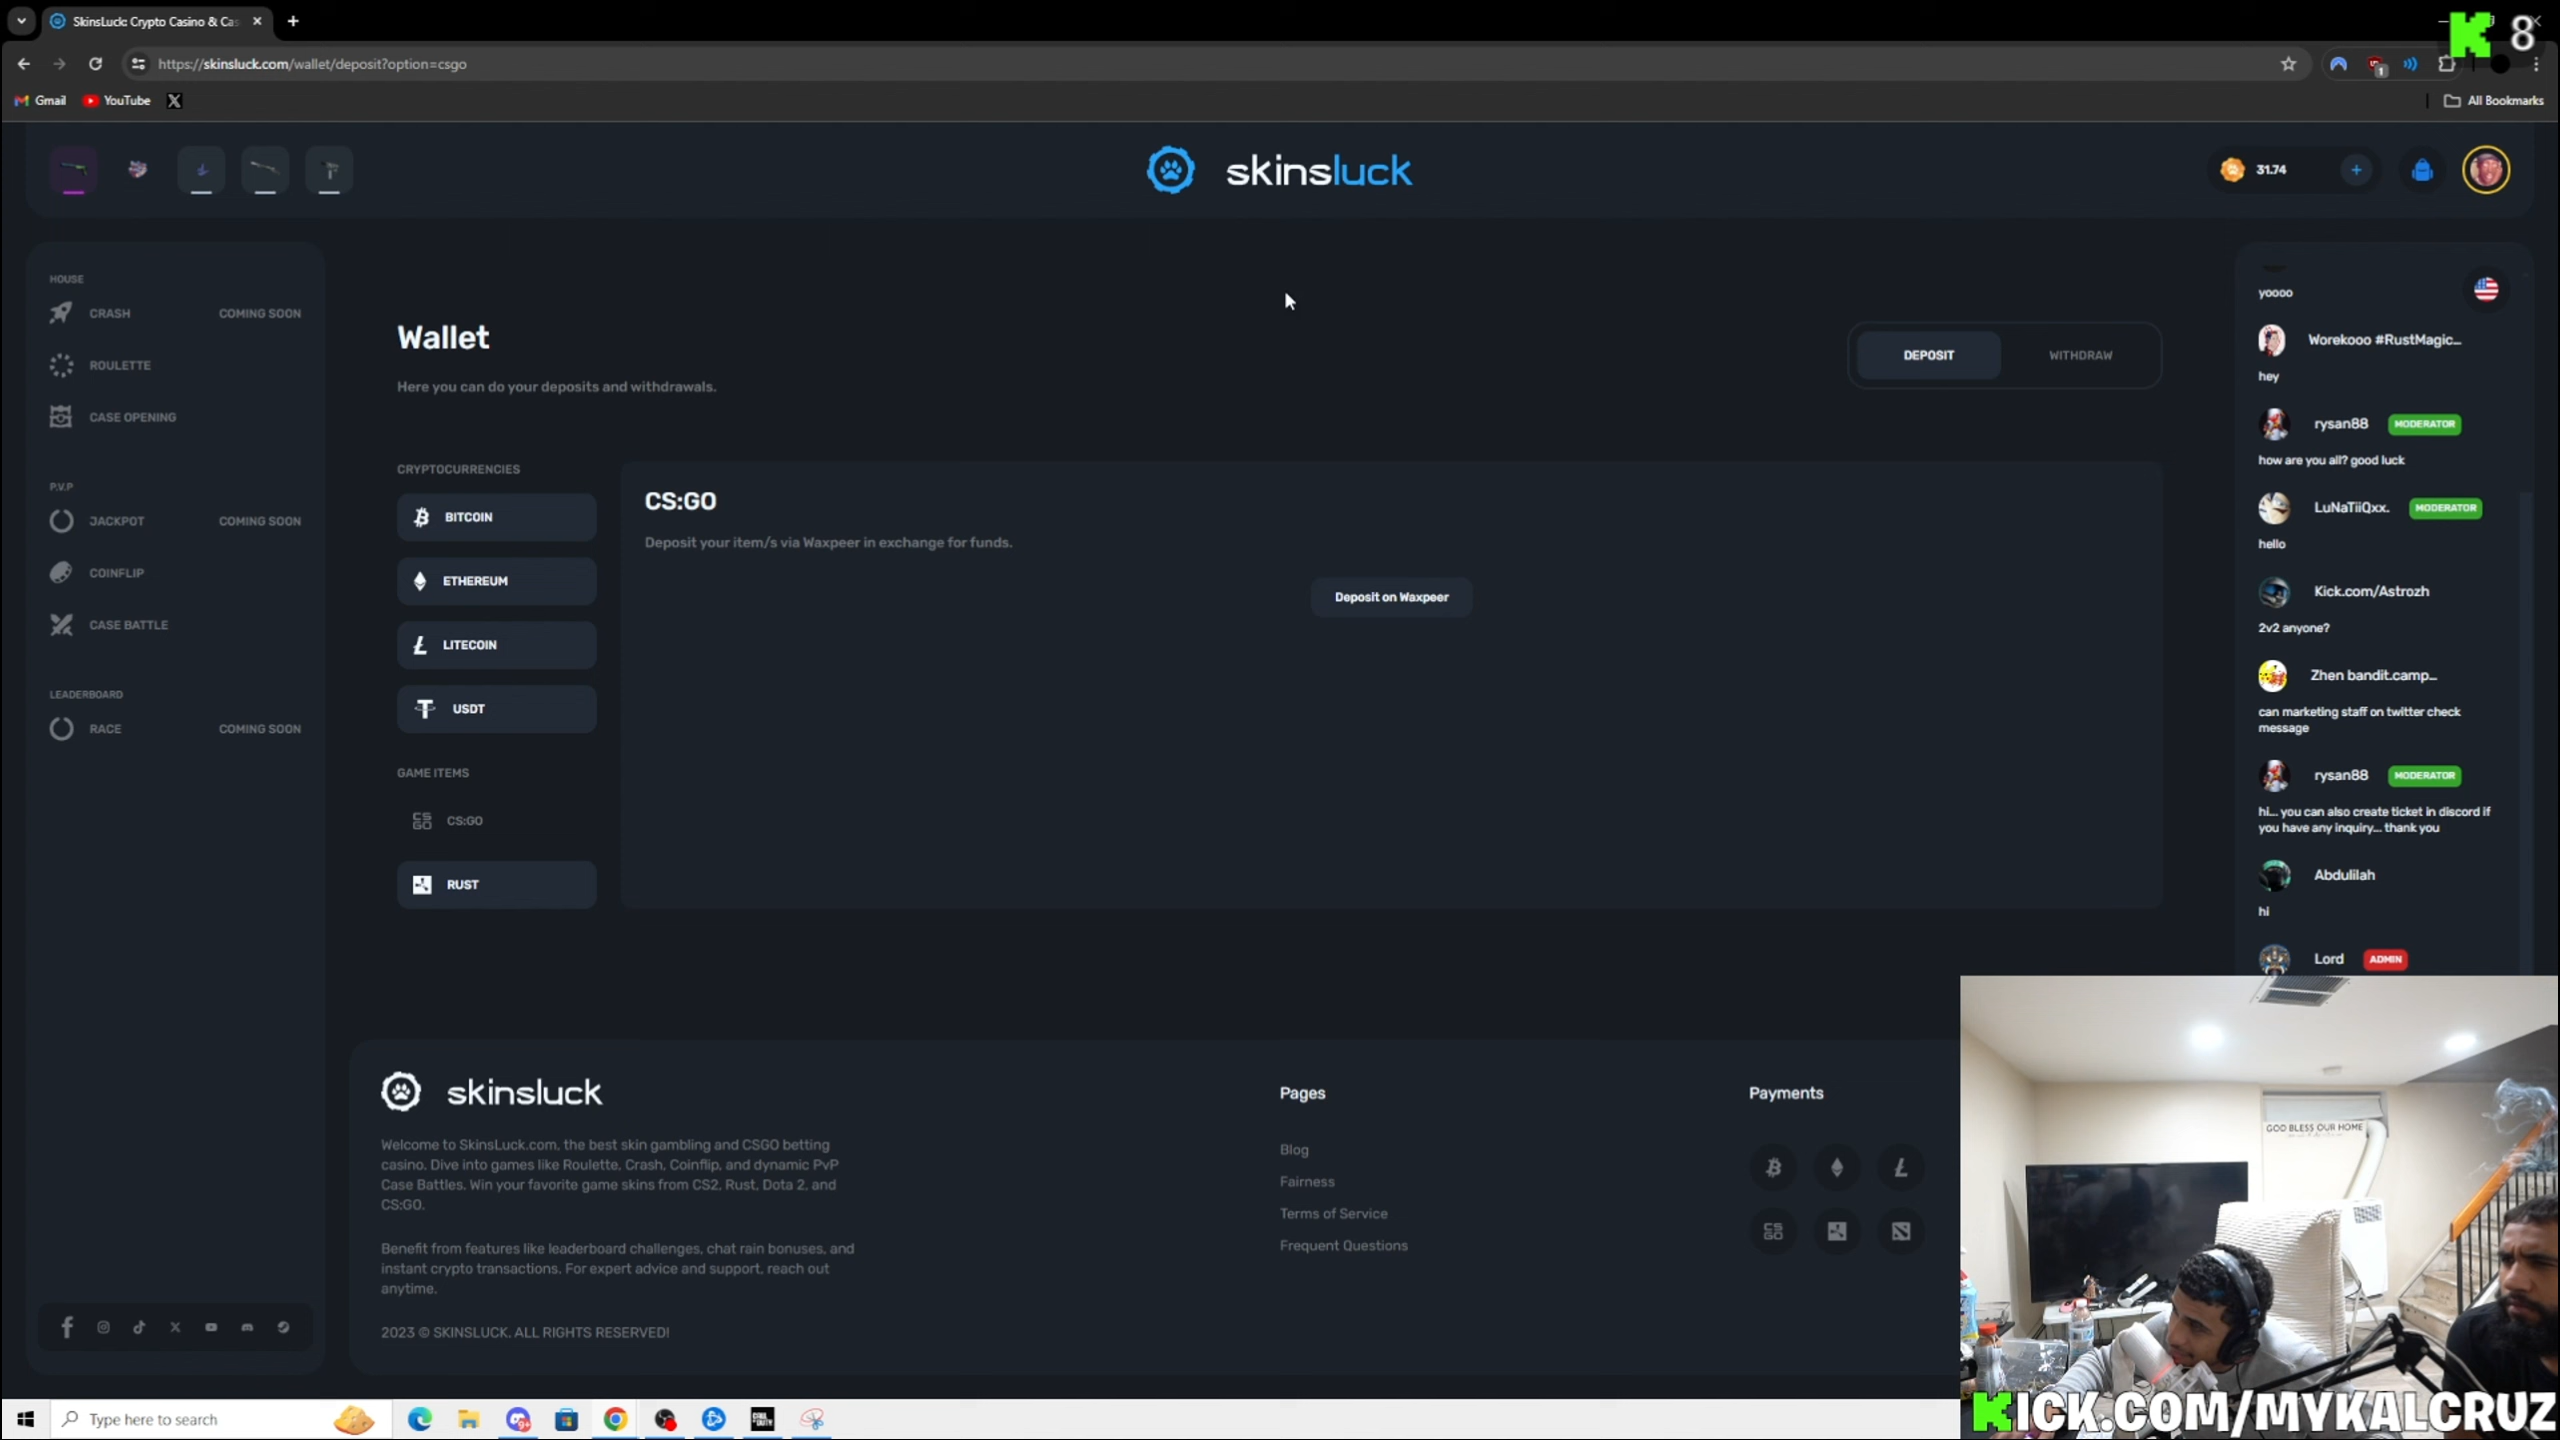 SkinsLuck: Crypto Casino & Ca
8
https://skinsluck.com/wallet/deposit?option=csgo
1
Gmail
YouTube
All Bookmarks
skinsluck
31.74
HOUSE
CRASH COMING SOON
ROULETTE
CASE OPENING
P.V.P
JACKPOT COMING SOON
COINFLIP
CASE BATTLE
LEADERBOARD
RACE COMING SOON
Wallet
Here you can do your deposits and withdrawals.
DEPOSIT
WITHDRAW
CRYPTOCURRENCIES
BITCOIN
ETHEREUM
LITECOIN
USDT
GAME ITEMS
CS:GO
RUST
CS:GO
Deposit your item/s via Waxpeer in exchange for funds.
Deposit on Waxpeer
yoooo
Worekooo #RustMagic...
hey
rysan88 MODERATOR
how are you all? good luck
LuNaTiiQxx. MODERATOR
hello
Kick.com/Astrozh
2v2 anyone?
Zhen bandit.camp...
can marketing staff on twitter check
message
rysan88 MODERATOR
hi... you can also create ticket in discord if
you have any inquiry... thank you
Abdulilah
hi
Lord ADMIN
skinsluck
Welcome to SkinsLuck.com, the best skin gambling and CSGO betting
casino. Dive into games like Roulette, Crash, Coinflip, and dynamic PvP
Case Battles. Win your favorite game skins from CS2, Rust, Dota 2, and
CS:GO.
Benefit from features like leaderboard challenges, chat rain bonuses, and
instant crypto transactions. For expert advice and support, reach out
anytime.
2023 © SKINSLUCK. ALL RIGHTS RESERVED!
Pages
Blog
Fairness
Terms of Service
Frequent Questions
Payments
CS
GO
GOD BLESS OUR HOME
Type here to search
KICK.COM/MYKALCRUZ